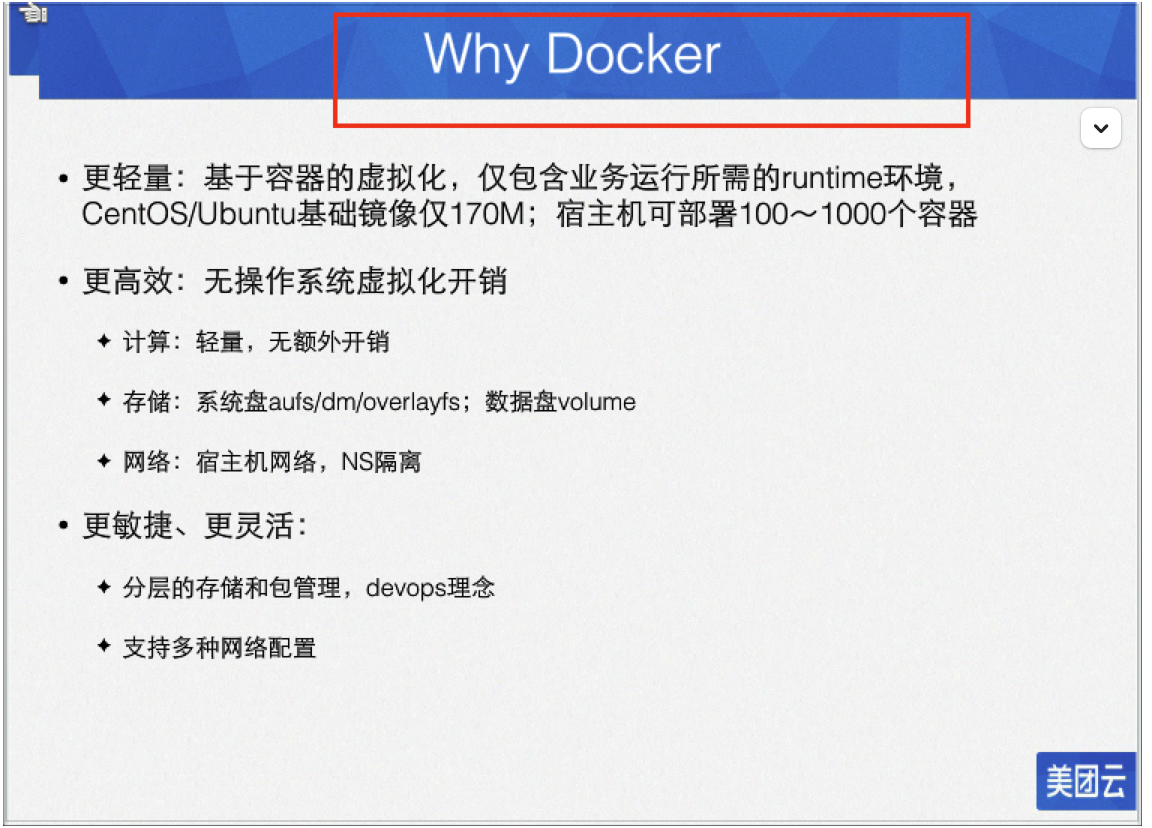 Why Docker
• 更轻量：基于容器的虚拟化，仅包含业务运行所需的runtime环境，
CentOS/Ubuntu基础镜像仅170M；宿主机可部署100～1000个容器
• 更高效：无操作系统虚拟化开销
✦ 计算：轻量，无额外开销
✦ 存储：系统盘aufs/dm/overlayfs；数据盘volume
✦ 网络：宿主机网络，NS隔离
• 更敏捷、更灵活：
✦ 分层的存储和包管理，devops理念
✦ 支持多种网络配置
美团云